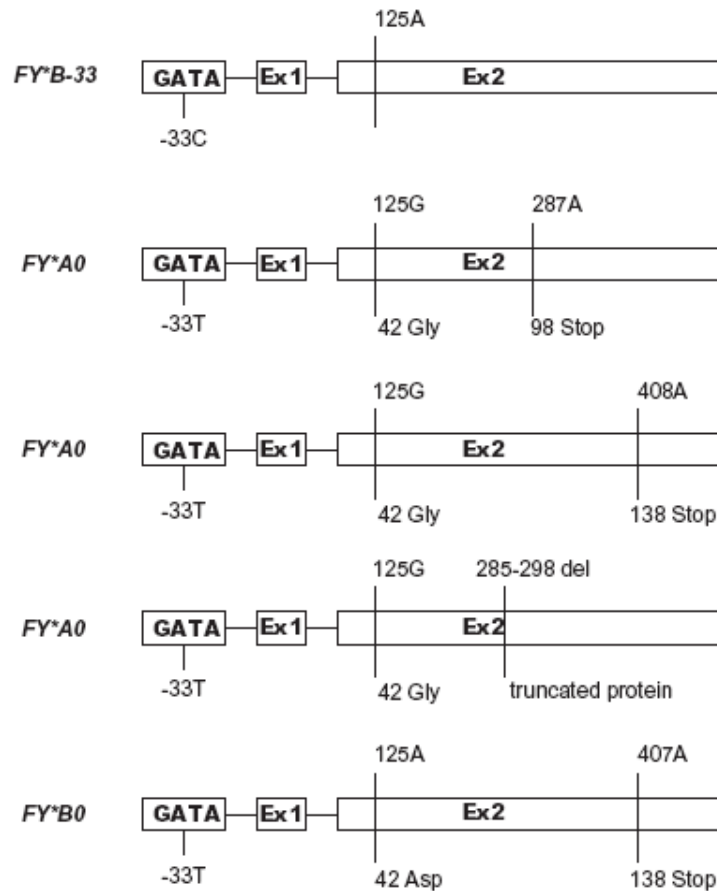 125A
FY*B-33 GATA Ex1 Ex2
-33C
125G 287A
FY*A0 GATA Ex1 Ex2
-33T 42 Gly 98 Stop
125G 408A
FY*A0 GATA Ex1 Ex2
-33T 42 Gly 138 Stop
125G 285-298 del
FY*A0 GATA Ex1 Ex2
-33T 42 Gly truncated protein
125A 407A
FY*B0 GATA Ex1 Ex2
-33T 42 Asp 138 Stop